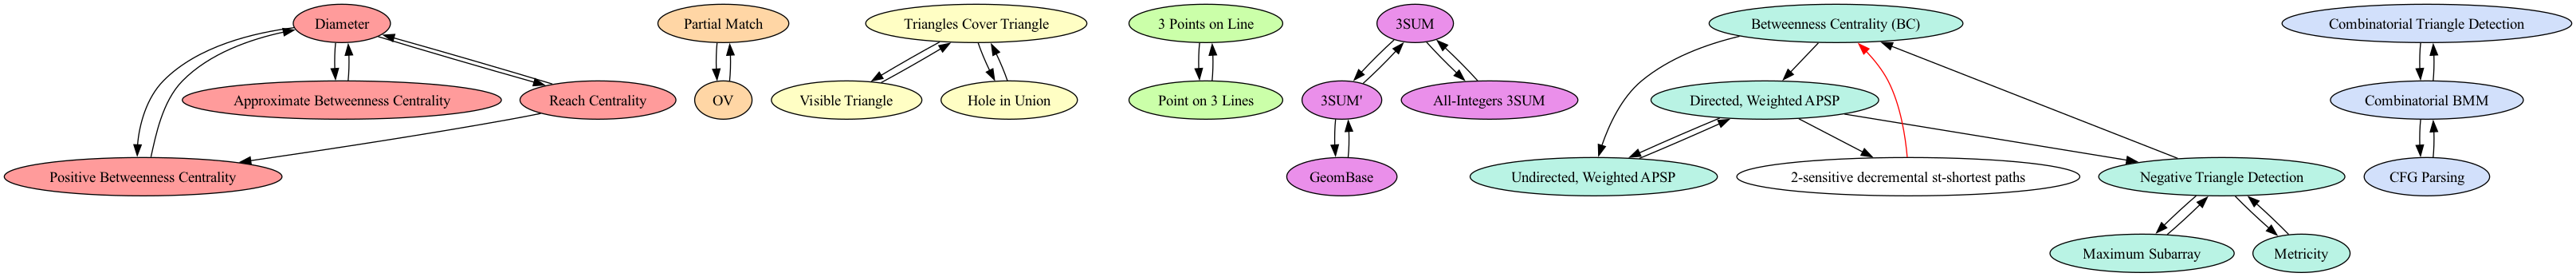 Diameter
Partial Match
Triangles Cover Triangle
3 Points on Line
3SUM
Betweenness Centrality (BC)
Combinatorial Triangle Detection
Approximate Betweenness Centrality
Reach Centrality
OV
Visible Triangle
Hole in Union
Point on 3 Lines
3SUM'
All-Integers 3SUM
Directed, Weighted APSP
Combinatorial BMM
Positive Betweenness Centrality
GeomBase
Undirected, Weighted APSP
2-sensitive decremental st-shortest paths
Negative Triangle Detection
CFG Parsing
Maximum Subarray
Metricity